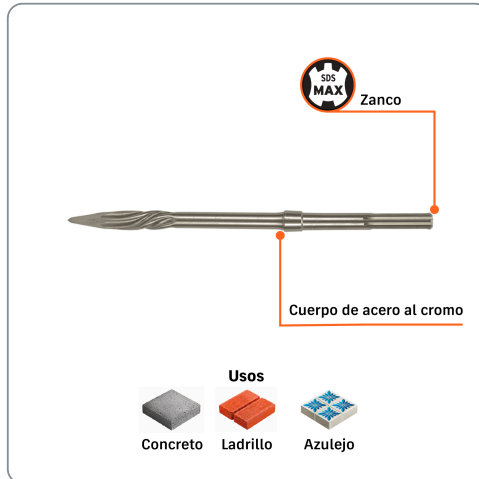 SDS
MAX
Zanco
Cuerpo de acero al cromo
Usos
Concreto
Ladrillo
Azulejo